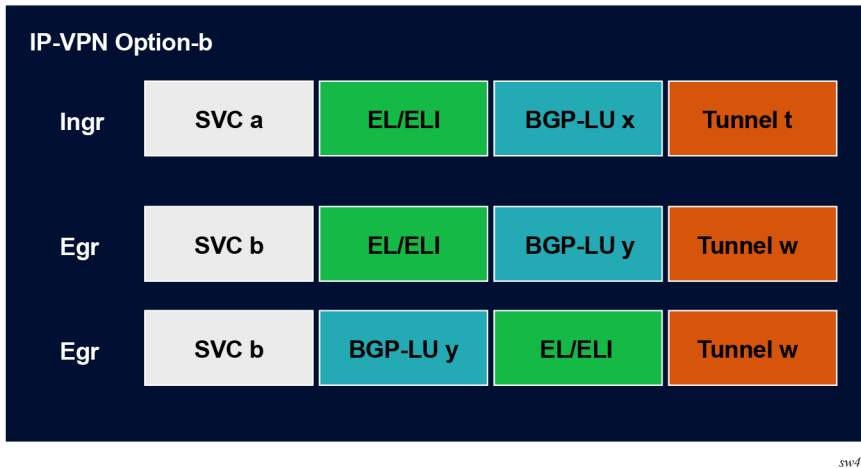 IP-VPN Option-b
Ingr SVC a EL/ELI BGP-LU x Tunnel t
Egr SVC b EL/ELI BGP-LU y Tunnel w
Egr SVC b BGP-LU y EL/ELI Tunnel w
sw4